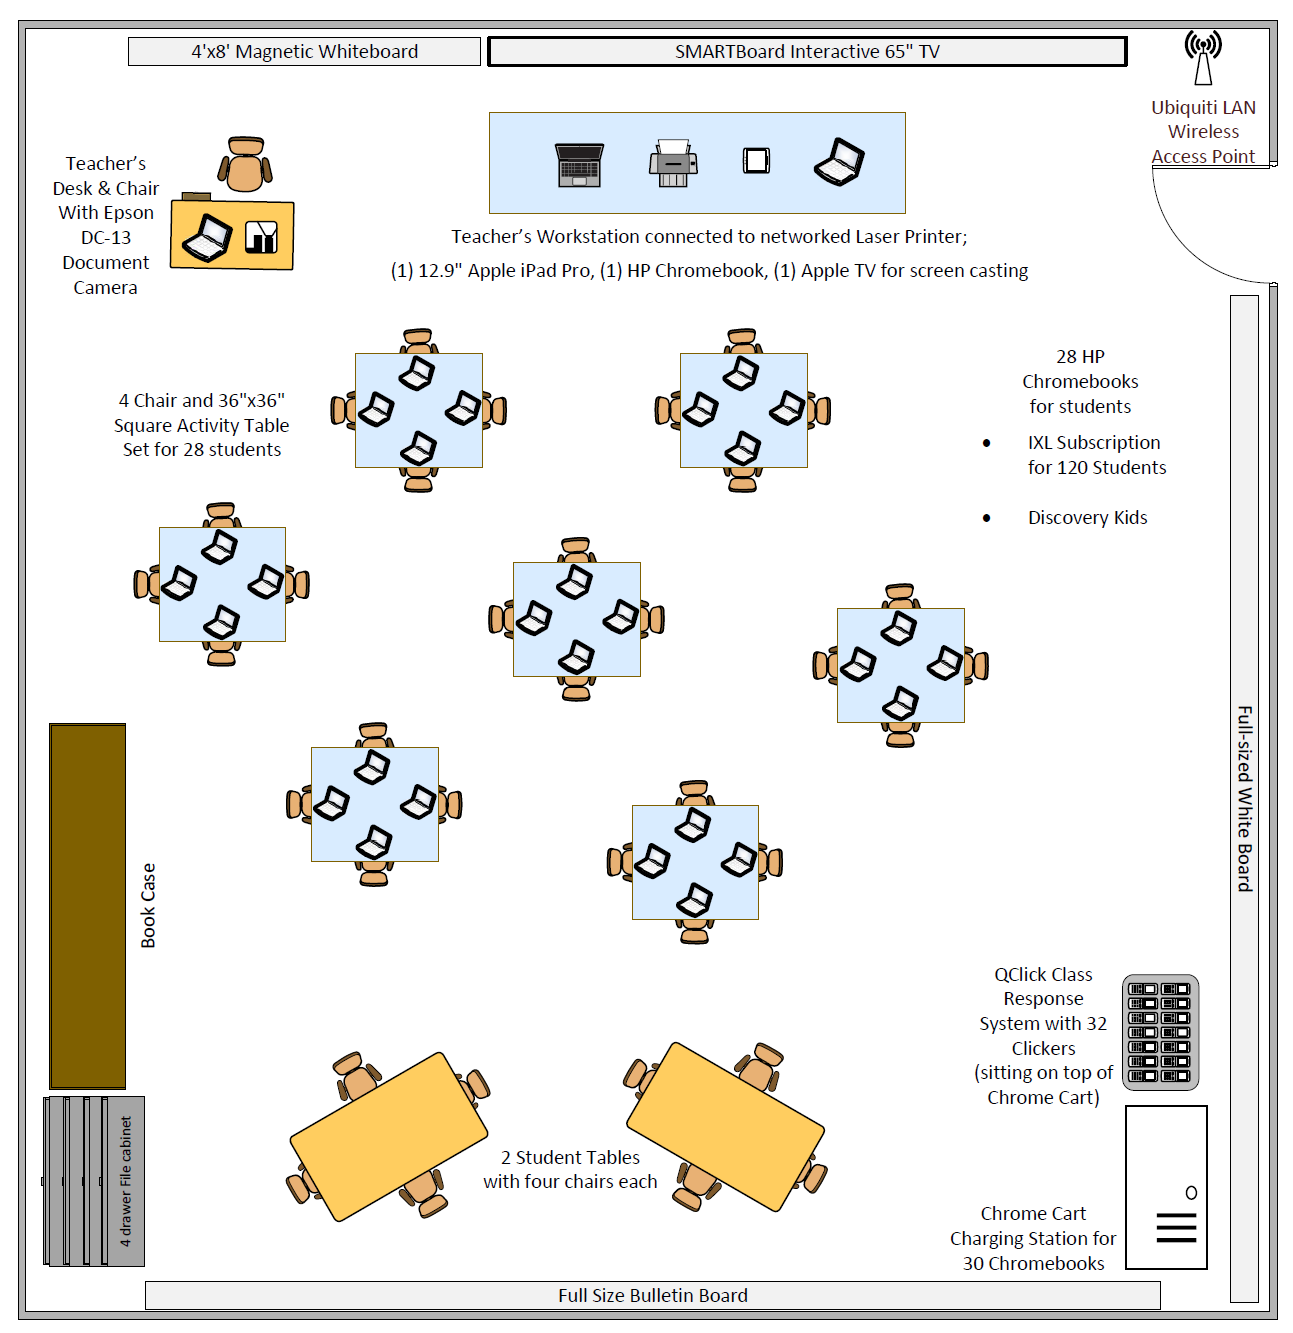 4'x8' Magnetic Whiteboard
SMARTBoard Interactive 65" TV
Ubiquiti LAN
Wireless
Access Point
Teacher's
Desk & Chair
With Epson
DC-13
Document
Camera
Teacher's Workstation connected to networked Laser Printer;
(1) 12.9" Apple iPad Pro, (1) HP Chromebook, (1) Apple TV for screen casting
4 Chair and 36"x36"
Square Activity Table
Set for 28 students
28 HP
Chromebooks
for students
• IXL Subscription
for 120 Students
• Discovery Kids
Full-sized White Board
Book Case
QClick Class
Response
System with 32
Clickers
(sitting on top of
Chrome Cart)
4 drawer File cabinet
2 Student Tables
with four chairs each
Chrome Cart
Charging Station for
30 Chromebooks
Full Size Bulletin Board